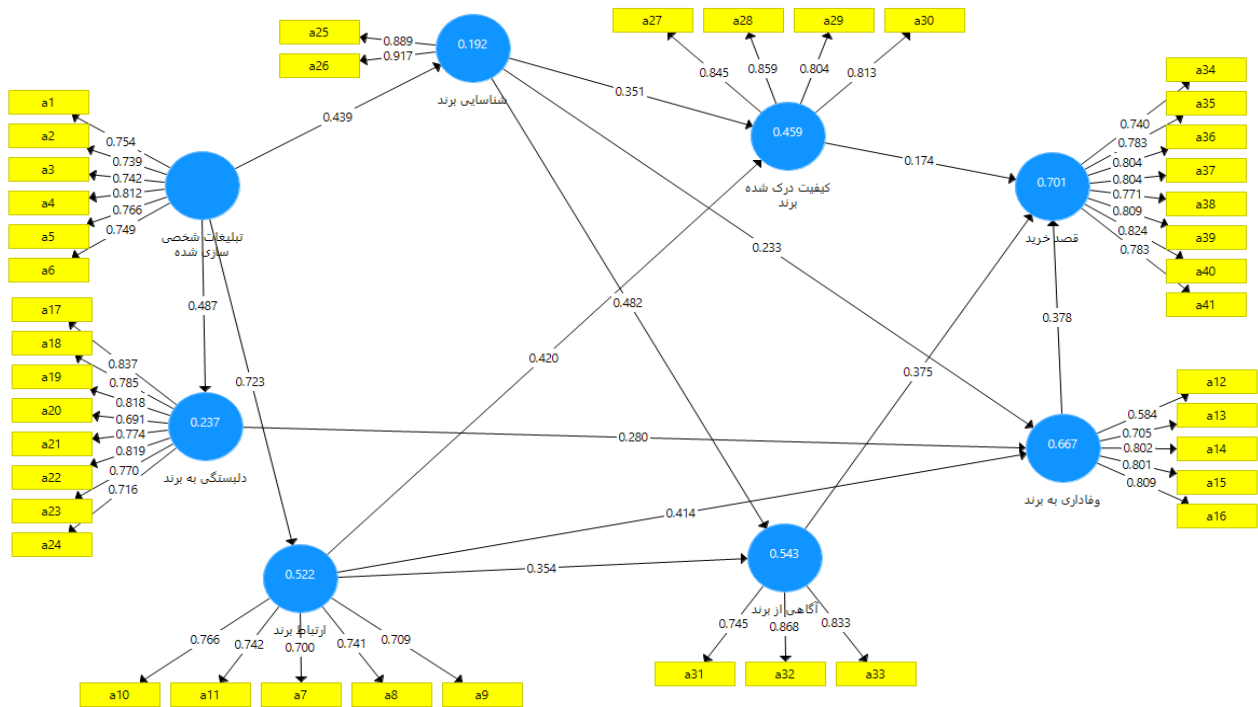 a25
a26
0.889
0.917
0.192
شناسایی برند
a27
a28
a29
a30
0.845
0.859
0.804
0.813
0.459
کیفیت درک شده
برند
a34
a35
a36
a37
a38
a39
a40
a41
0.740
0.783
0.804
0.804
0.771
0.809
0.824
0.783
0.701
قصد خرید
a1
a2
a3
a4
a5
a6
0.754
0.739
0.742
0.812
0.766
0.749
تبلیغات شخصی
سازی شده
0.439
0.351
0.174
0.233
0.482
0.487
0.723
0.420
0.375
0.378
0.280
0.414
0.354
a17
a18
a19
a20
a21
a22
a23
a24
0.837
0.785
0.818
0.691
0.774
0.819
0.770
0.716
0.237
دلبستگی به برند
a12
a13
a14
a15
a16
0.584
0.705
0.802
0.801
0.809
0.667
وفاداری به برند
0.522
ارتباط برند
0.766
0.742
0.700
0.741
0.709
a10
a11
a7
a8
a9
0.543
آگاهی از برند
0.745
0.868
0.833
a31
a32
a33